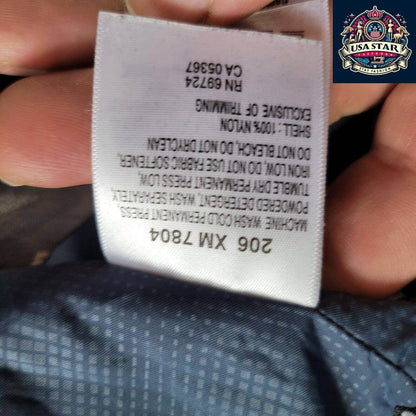 206 XM 7804
MACHINE WASH COLD PERMANENT PRESS,
POWDERED DETERGENT, WASH SEPARATELY,
TUMBLE DRY PERMANENT PRESS LOW,
IRON LOW, DO NOT USE FABRIC SOFTENER,
DO NOT BLEACH, DO NOT DRYCLEAN
SHELL: 100% NYLON
EXCLUSIVE OF TRIMMING
CA 05367
RN 69724
USA STAR